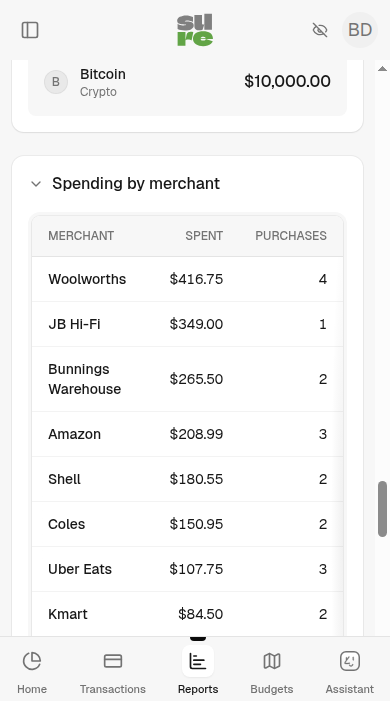 sure
BD
B
Bitcoin
Crypto
$10,000.00
Spending by merchant
MERCHANT SPENT PURCHASES
Woolworths $416.75 4
JB Hi-Fi $349.00 1
Bunnings
Warehouse $265.50 2
Amazon $208.99 3
Shell $180.55 2
Coles $150.95 2
Uber Eats $107.75 3
Kmart $84.50 2
Home Transactions Reports Budgets Assistant